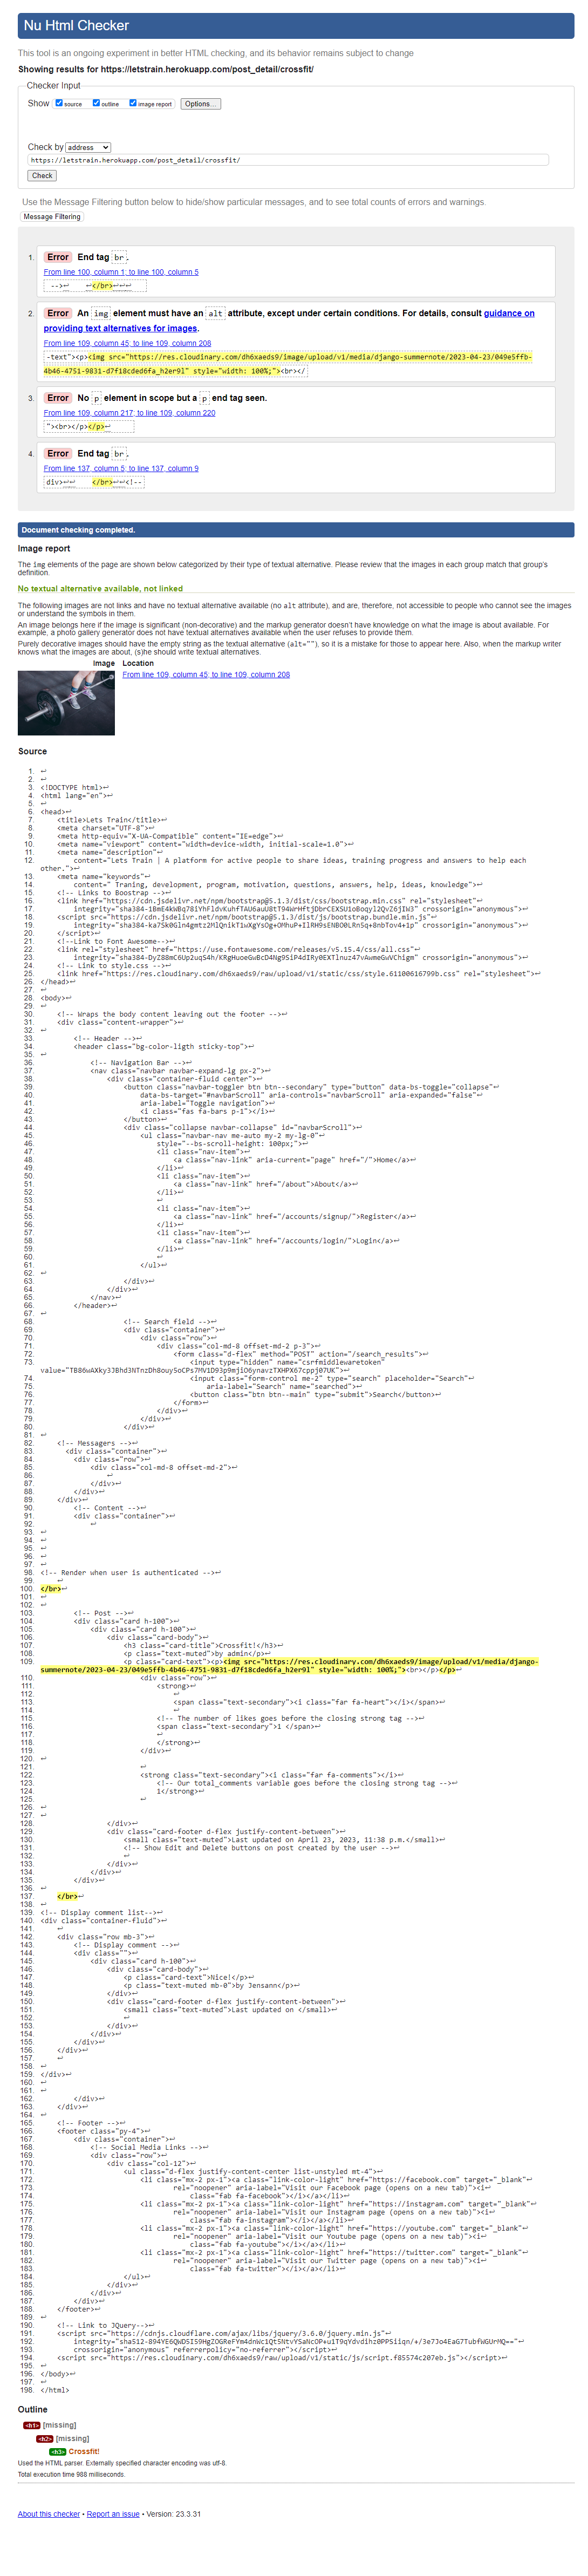 Nu Html Checker
This tool is an ongoing experiment in better HTML checking, and its behavior remains subject to change
Showing results for https://letstrain.herokuapp.com/post_detail/crossfit/
Checker Input
Show source outline image report Options...
Check by address
https://letstrain.herokuapp.com/post_detail/crossfit/
Check
Use the Message Filtering button below to hide/show particular messages, and to see total counts of errors and warnings.
Message Filtering
1. Error End tag br.
From line 100, column 1; to line 100, column 5
-->↩ ↩</br>↩↩↩
2. Error An img element must have an alt attribute, except under certain conditions. For details, consult guidance on
providing text alternatives for images.
From line 109, column 45; to line 109, column 208
-text"><p><img src="https://res.cloudinary.com/dh6xaeds9/image/upload/v1/media/django-summernote/2023-04-23/049e5ffb-
4b46-4751-9831-d7f18cded6fa_h2er9l" style="width: 100%;"><br></
3. Error No p element in scope but a p end tag seen.
From line 109, column 217; to line 109, column 220
"><br></p></p>↩
4. Error End tag br.
From line 137, column 5; to line 137, column 9
div>↩↩ </br>↩↩<!--
Document checking completed.
Image report
The img elements of the page are shown below categorized by their type of textual alternative. Please review that the images in each group match that group's
definition.
No textual alternative available, not linked
The following images are not links and have no textual alternative available (no alt attribute), and are, therefore, not accessible to people who cannot see the images
or understand the symbols in them.
An image belongs here if the image is significant (non-decorative) and the markup generator doesn't have knowledge on what the image is about available. For
example, a photo gallery generator does not have textual alternatives available when the user refuses to provide them.
Purely decorative images should have the empty string as the textual alternative (alt=""), so it is a mistake for those to appear here. Also, when the markup writer
knows what the images are about, (s)he should write textual alternatives.
Image Location
From line 109, column 45; to line 109, column 208
Source
1. ↩
2. ↩
3. <!DOCTYPE html>↩
4. <html lang="en">↩
5. ↩
6. <head>↩
7. <title>Lets Train</title>↩
8. <meta charset="UTF-8">↩
9. <meta http-equiv="X-UA-Compatible" content="IE=edge">↩
10. <meta name="viewport" content="width=device-width, initial-scale=1.0">↩
11. <meta name="description"↩
12. content="Lets Train | A platform for active people to share ideas, training progress and answers to help each
other.">↩
13. <meta name="keywords"↩
14. content=" Traning, development, program, motivation, questions, answers, help, ideas, knowledge">↩
15. <!-- Links to Boostrap -->↩
16. <link href="https://cdn.jsdelivr.net/npm/bootstrap@5.1.3/dist/css/bootstrap.min.css" rel="stylesheet"↩
17. integrity="sha384-1BmE4kWBq78iYhFldvKuhfTAU6auU8tT94WrHftjDbrCEXSU1oBoqyl2QvZ6jIW3" crossorigin="anonymous">↩
18. <script src="https://cdn.jsdelivr.net/npm/bootstrap@5.1.3/dist/js/bootstrap.bundle.min.js"↩
19. integrity="sha384-ka7Sk0Gln4gmtz2MlQnikT1wXgYsOg+OMhuP+IlRH9sENBO0LRn5q+8nbTov4+1p" crossorigin="anonymous">↩
20. </script>↩
21. <!--Link to Font Awesome-->↩
22. <link rel="stylesheet" href="https://use.fontawesome.com/releases/v5.15.4/css/all.css"↩
23. integrity="sha384-DyZ88mC6Up2uqS4h/KRgHuoeGwBcD4Ng9SiP4dIRy0EXTlnuz47vAwmeGwVChigm" crossorigin="anonymous">↩
24. <!-- Link to style.css -->↩
25. <link href="https://res.cloudinary.com/dh6xaeds9/raw/upload/v1/static/css/style.61100616799b.css" rel="stylesheet">↩
26. </head>↩
27. ↩
28. <body>↩
29. ↩
30. <!-- Wraps the body content leaving out the footer -->↩
31. <div class="content-wrapper">↩
32. ↩
33. <!-- Header -->↩
34. <header class="bg-color-ligth sticky-top">↩
35. ↩
36. <!-- Navigation Bar -->↩
37. <nav class="navbar navbar-expand-lg px-2">↩
38. <div class="container-fluid center">↩
39. <button class="navbar-toggler btn btn--secondary" type="button" data-bs-toggle="collapse"↩
40. data-bs-target="#navbarScroll" aria-controls="navbarScroll" aria-expanded="false"↩
41. aria-label="Toggle navigation">↩
42. <i class="fas fa-bars p-1"></i>↩
43. </button>↩
44. <div class="collapse navbar-collapse" id="navbarScroll">↩
45. <ul class="navbar-nav me-auto my-2 my-lg-0"↩
46. style="--bs-scroll-height: 100px;">↩
47. <li class="nav-item">↩
48. <a class="nav-link" aria-current="page" href="/">Home</a>↩
49. </li>↩
50. <li class="nav-item">↩
51. <a class="nav-link" href="/about">About</a>↩
52. </li>↩
53. ↩
54. <li class="nav-item">↩
55. <a class="nav-link" href="/accounts/signup/">Register</a>↩
56. </li>↩
57. <li class="nav-item">↩
58. <a class="nav-link" href="/accounts/login/">Login</a>↩
59. </li>↩
60. ↩
61. </ul>↩
62. ↩
63. </div>↩
64. </div>↩
65. </nav>↩
66. </header>↩
67. ↩
68. <!-- Search field -->↩
69. <div class="container">↩
70. <div class="row">↩
71. <div class="col-md-8 offset-md-2 p-3">↩
72. <form class="d-flex" method="POST" action="/search_results">↩
73. <input type="hidden" name="csrfmiddlewaretoken"
74. <input class="form-control me-2" type="search" placeholder="Search"↩
75. aria-label="Search" name="searched">↩
76. <button class="btn btn--main" type="submit">Search</button>↩
77. </form>↩
78. </div>↩
79. </div>↩
80. </div>↩
81. ↩
82. <!-- Messagers -->↩
83. <div class="container">↩
84. <div class="row">↩
85. <div class="col-md-8 offset-md-2">↩
86. ↩
87. </div>↩
88. </div>↩
89. </div>↩
90. <!-- Content -->↩
91. <div class="container">↩
92. ↩
93. ↩
94. ↩
95. ↩
96. ↩
97. ↩
98. <!-- Render when user is authenticated -->↩
99. ↩
100. </br>↩
101. ↩
102. ↩
103. <!-- Post -->↩
104. <div class="card h-100">↩
105. <div class="card h-100">↩
106. <div class="card-body">↩
107. <h3 class="card-title">Crossfit!</h3>↩
108. <p class="text-muted">by admin</p>↩
109. <p class="card-text"><p><img src="https://res.cloudinary.com/dh6xaeds9/image/upload/v1/media/django-
summernote/2023-04-23/049e5ffb-4b46-4751-9831-d7f18cded6fa_h2er9l" style="width: 100%;"><br></p></p>↩
110. <div class="row">↩
111. <strong>↩
112. ↩
113. <span class="text-secondary"><i class="far fa-heart"></i></span>↩
114. ↩
115. <!-- The number of likes goes before the closing strong tag -->↩
116. <span class="text-secondary">1 </span>↩
117. ↩
118. </strong>↩
119. </div>↩
120. ↩
121. ↩
122. <strong class="text-secondary"><i class="far fa-comments"></i>↩
123. <!-- Our total_comments variable goes before the closing strong tag -->↩
124. 1</strong>↩
125. ↩
126. ↩
127. ↩
128. </div>↩
129. <div class="card-footer d-flex justify-content-between">↩
130. <small class="text-muted">Last updated on April 23, 2023, 11:38 p.m.</small>↩
131. <!-- Show Edit and Delete buttons on post created by the user -->↩
132. ↩
133. </div>↩
134. </div>↩
135. </div>↩
136. ↩
137. </br>↩
138. ↩
139. <!-- Display comment list-->↩
140. <div class="container-fluid">↩
141. ↩
142. <div class="row mb-3">↩
143. <!-- Display comment -->↩
144. <div class="">↩
145. <div class="card h-100">↩
146. <div class="card-body">↩
147. <p class="card-text">Nice!</p>↩
148. <p class="text-muted mb-0">by Jensann</p>↩
149. </div>↩
150. <div class="card-footer d-flex justify-content-between">↩
151. <small class="text-muted">Last updated on </small>↩
152. ↩
153. </div>↩
154. </div>↩
155. </div>↩
156. </div>↩
157. ↩
158. ↩
159. </div>↩
160. ↩
161. ↩
162. </div>↩
163. </div>↩
164. ↩
165. <!-- Footer -->↩
166. <footer class="py-4">↩
167. <div class="container">↩
168. <!-- Social Media Links -->↩
169. <div class="row">↩
170. <div class="col-12">↩
171. <ul class="d-flex justify-content-center list-unstyled mt-4">↩
172. <li class="mx-2 px-1"><a class="link-color-light" href="https://facebook.com" target="_blank"↩
173. rel="noopener" aria-label="Visit our Facebook page (opens on a new tab)"><i↩
174. class="fab fa-facebook"></i></a></li>↩
175. <li class="mx-2 px-1"><a class="link-color-light" href="https://instagram.com" target="_blank"↩
176. rel="noopener" aria-label="Visit our Instagram page (opens on a new tab)"><i↩
177. class="fab fa-instagram"></i></a></li>↩
178. <li class="mx-2 px-1"><a class="link-color-light" href="https://youtube.com" target="_blank"↩
179. rel="noopener" aria-label="Visit our Youtube page (opens on a new tab)"><i↩
180. class="fab fa-youtube"></i></a></li>↩
181. <li class="mx-2 px-1"><a class="link-color-light" href="https://twitter.com" target="_blank"↩
182. rel="noopener" aria-label="Visit our Twitter page (opens on a new tab)"><i↩
183. class="fab fa-twitter"></i></a></li>↩
184. </ul>↩
185. </div>↩
186. </div>↩
187. </div>↩
188. </footer>↩
189. ↩
190. <!-- Link to JQuery-->↩
191. <script src="https://cdnjs.cloudflare.com/ajax/libs/jquery/3.6.0/jquery.min.js"↩
192. integrity="sha512-894YE6QWD5I59HgZOGReFYm4dnWc1Qt5NtvYSaNcOP+u1T9qYdvdihz0PPSiiqn/+/3e7Jo4EaG7TubfWGUrMQ=="↩
193. crossorigin="anonymous" referrerpolicy="no-referrer"></script>↩
194. <script src="https://res.cloudinary.com/dh6xaeds9/raw/upload/v1/static/js/script.f85574c207eb.js"></script>↩
195. ↩
196. </body>↩
197. ↩
198. </html>
Outline
<h1> [missing]
<h2> [missing]
<h3> Crossfit!
Used the HTML parser. Externally specified character encoding was utf-8.
Total execution time 988 milliseconds.
About this checker • Report an issue • Version: 23.3.31